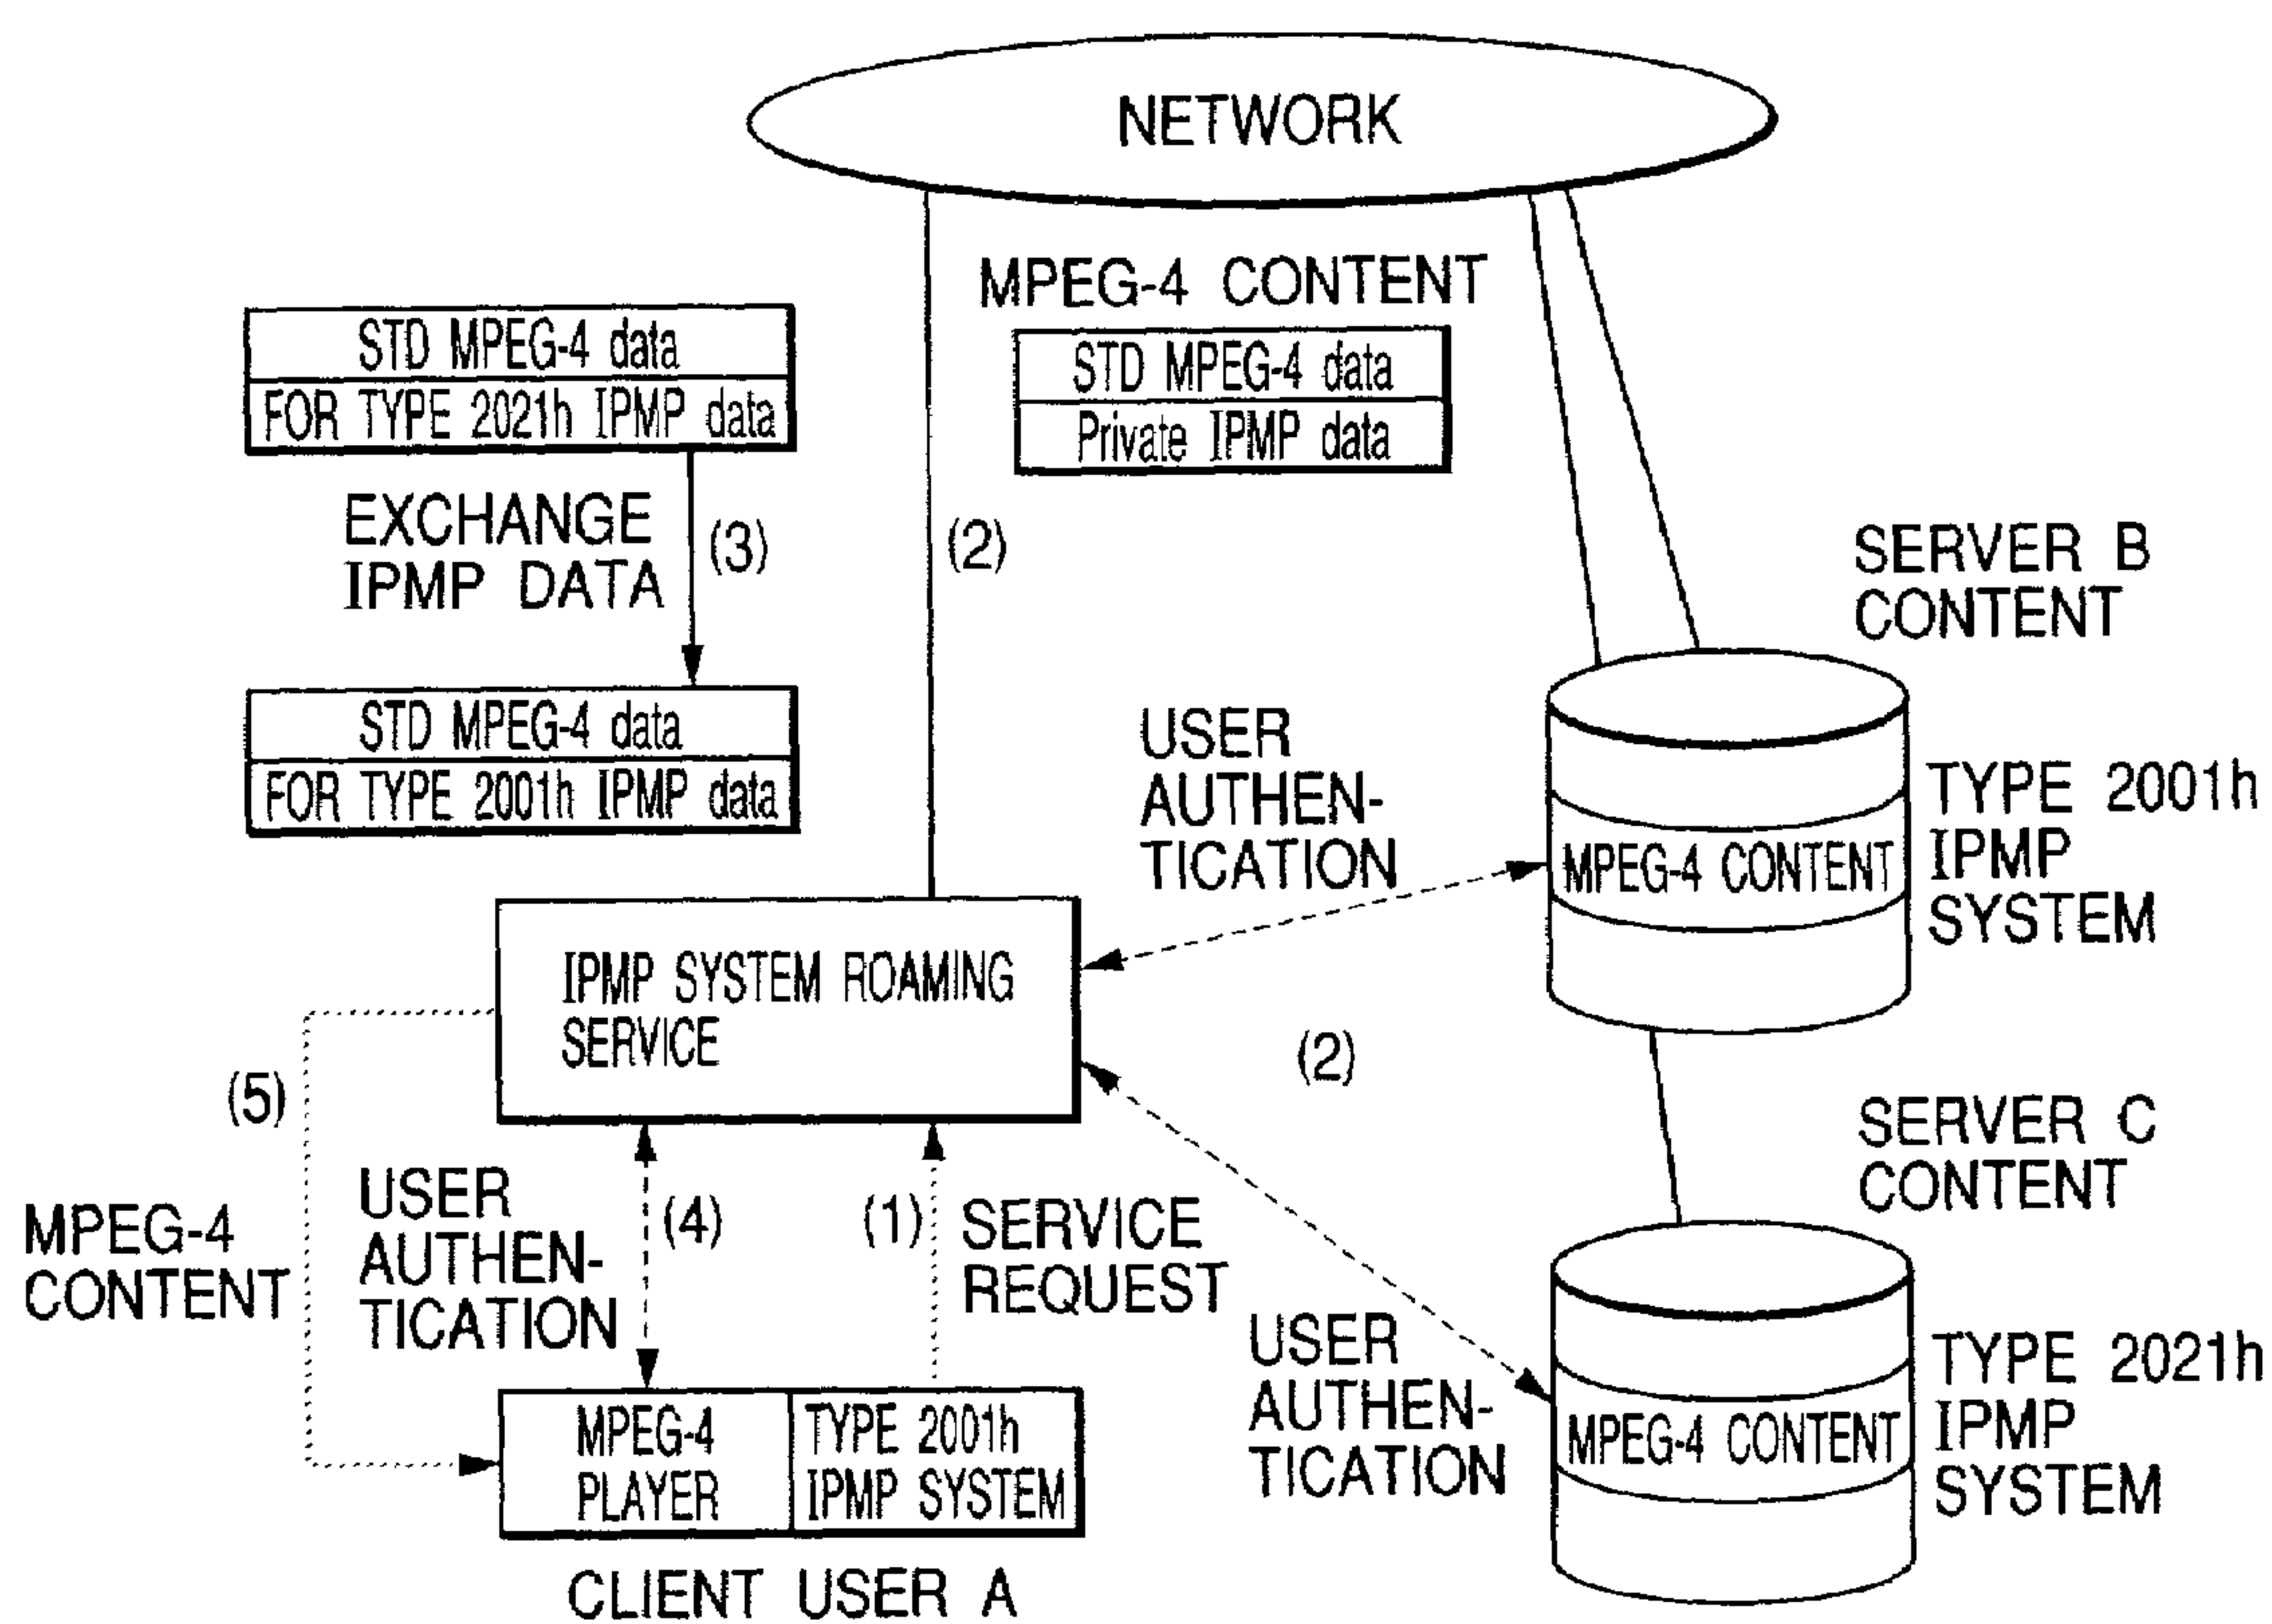 NETWORK
MPEG-4 CONTENT
STD MPEG-4 data
Private IPMP data
STD MPEG-4 data
FOR TYPE 2021h IPMP data
EXCHANGE
IPMP DATA
(3)
(2)
STD MPEG-4 data
FOR TYPE 2001h IPMP data
SERVER B
CONTENT
USER
AUTHEN-
TICATION
MPEG-4 CONTENT
TYPE 2001h
IPMP
SYSTEM
IPMP SYSTEM ROAMING
SERVICE
(2)
(5)
MPEG-4
CONTENT
USER
AUTHEN-
TICATION
(4)
(1)
SERVICE
REQUEST
SERVER C
CONTENT
USER
AUTHEN-
TICATION
MPEG-4 CONTENT
TYPE 2021h
IPMP
SYSTEM
MPEG-4
PLAYER
TYPE 2001h
IPMP SYSTEM
CLIENT USER A